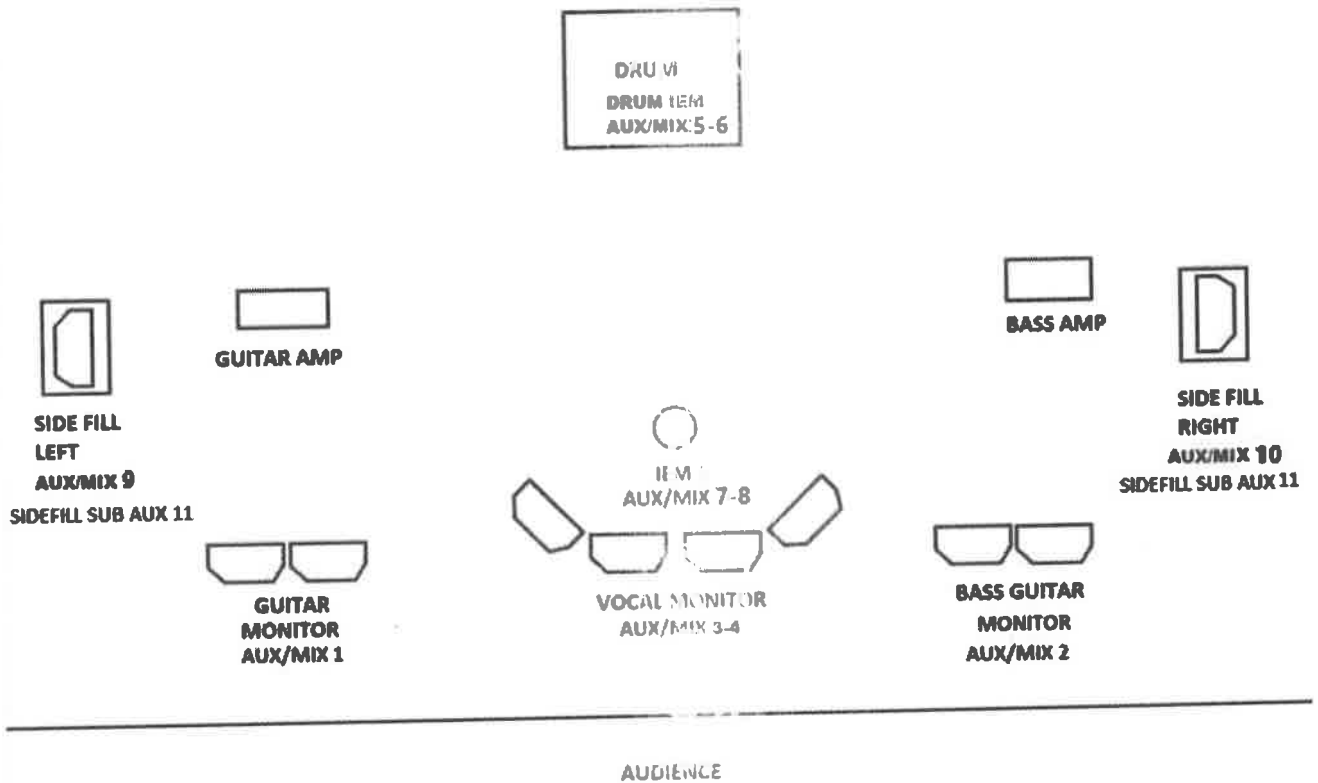 DRUM
DRUM IEM
AUX/MIX 5-6
BASS AMP
GUITAR AMP
SIDE FILL
LEFT
AUX/MIX 9
SIDEFILL SUB AUX 11
SIDE FILL
RIGHT
AUX/MIX 10
SIDEFILL SUB AUX 11
IEM
AUX/MIX 7-8
GUITAR
MONITOR
AUX/MIX 1
VOCAL MONITOR
AUX/MIX 3-4
BASS GUITAR
MONITOR
AUX/MIX 2
AUDIENCE